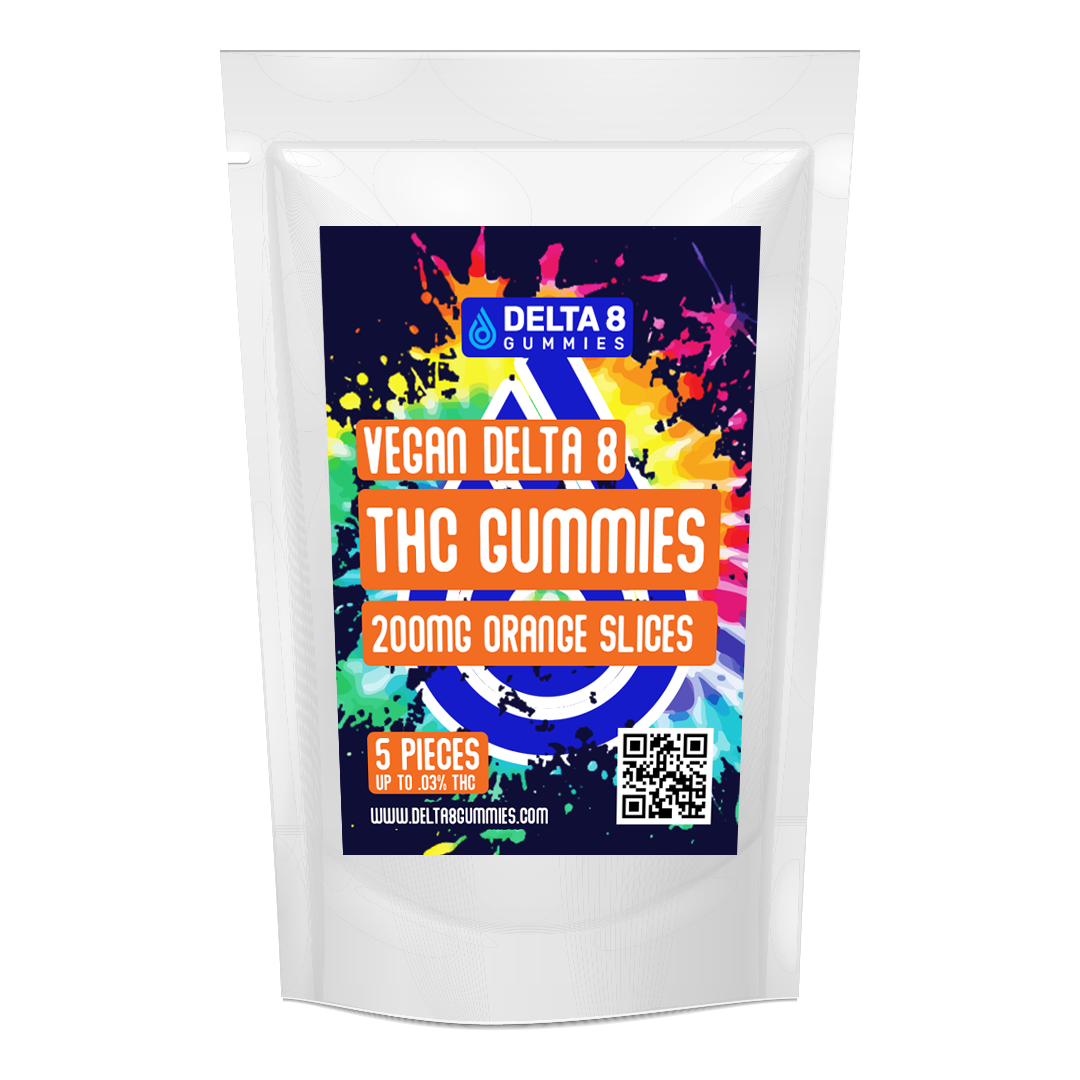 DELTA 8
GUMMIES
VEGAN DELTA 8
THC GUMMIES
200MG ORANGE SLICES
5 PIECES
UP TO .03% THC
WWW.DELTA8GUMMIES.COM